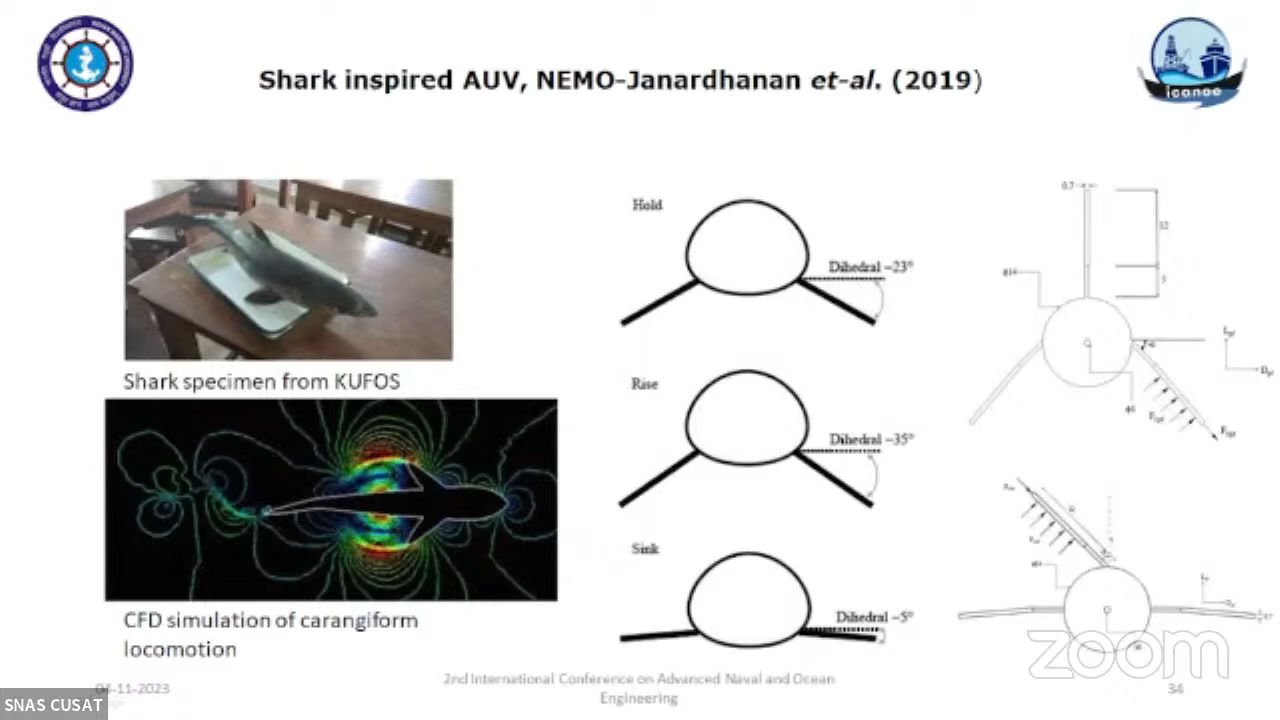 Shark inspired AUV, NEMO-Janardhanan et-al. (2019)
iconoe
Shark specimen from KUFOS
CFD simulation of carangiform
locomotion
Hold
Dihedral -23°
Rise
Dihedral -35°
Sink
Dihedral -5°
0.7
52
zoom
04-11-2023
2nd International Conference on Advanced Naval and Ocean
Engineering
34
SNAS CUSAT